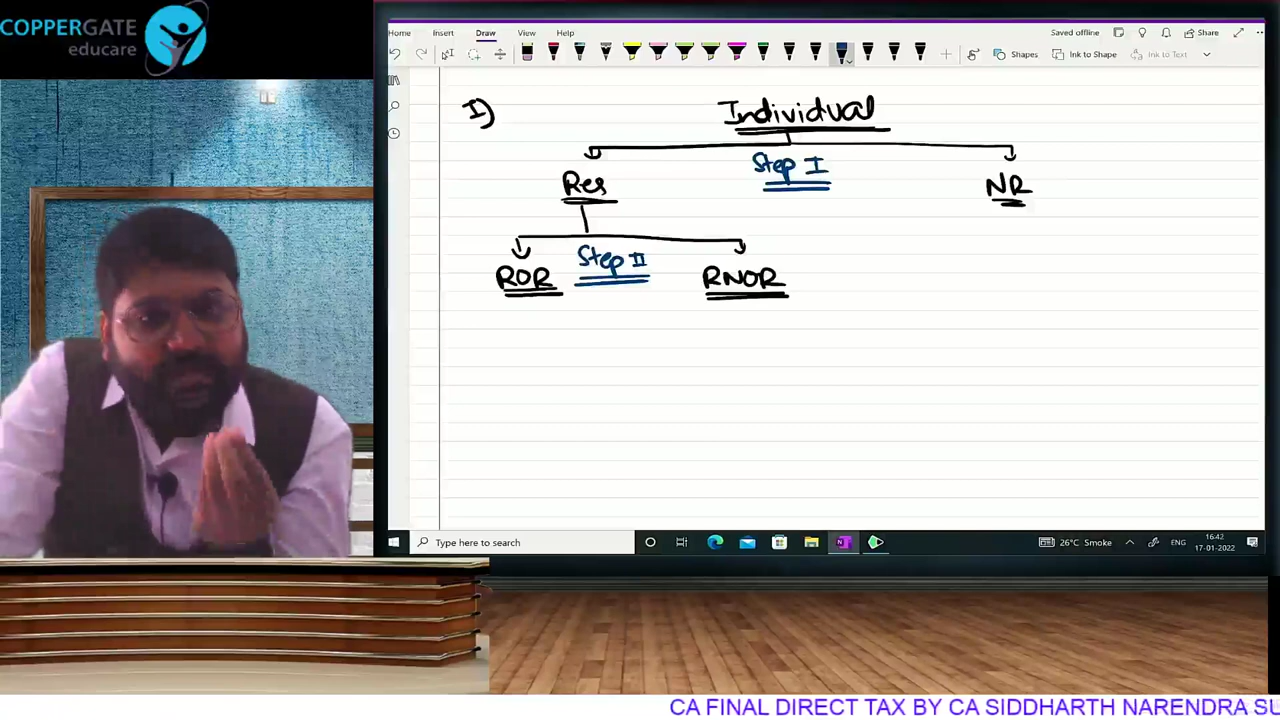 COPPERGATE
educare
Home Insert Draw View Help
Saved offline
Share
Shapes
Ink to Shape
Ink to Text
I) Individual
Step I
Res NR
Step II
ROR RNOR
Type here to search
26°C Smoke
ENG
16:42
17-01-2022
CA FINAL DIRECT TAX BY CA SIDDHARTH NARENDRA SU